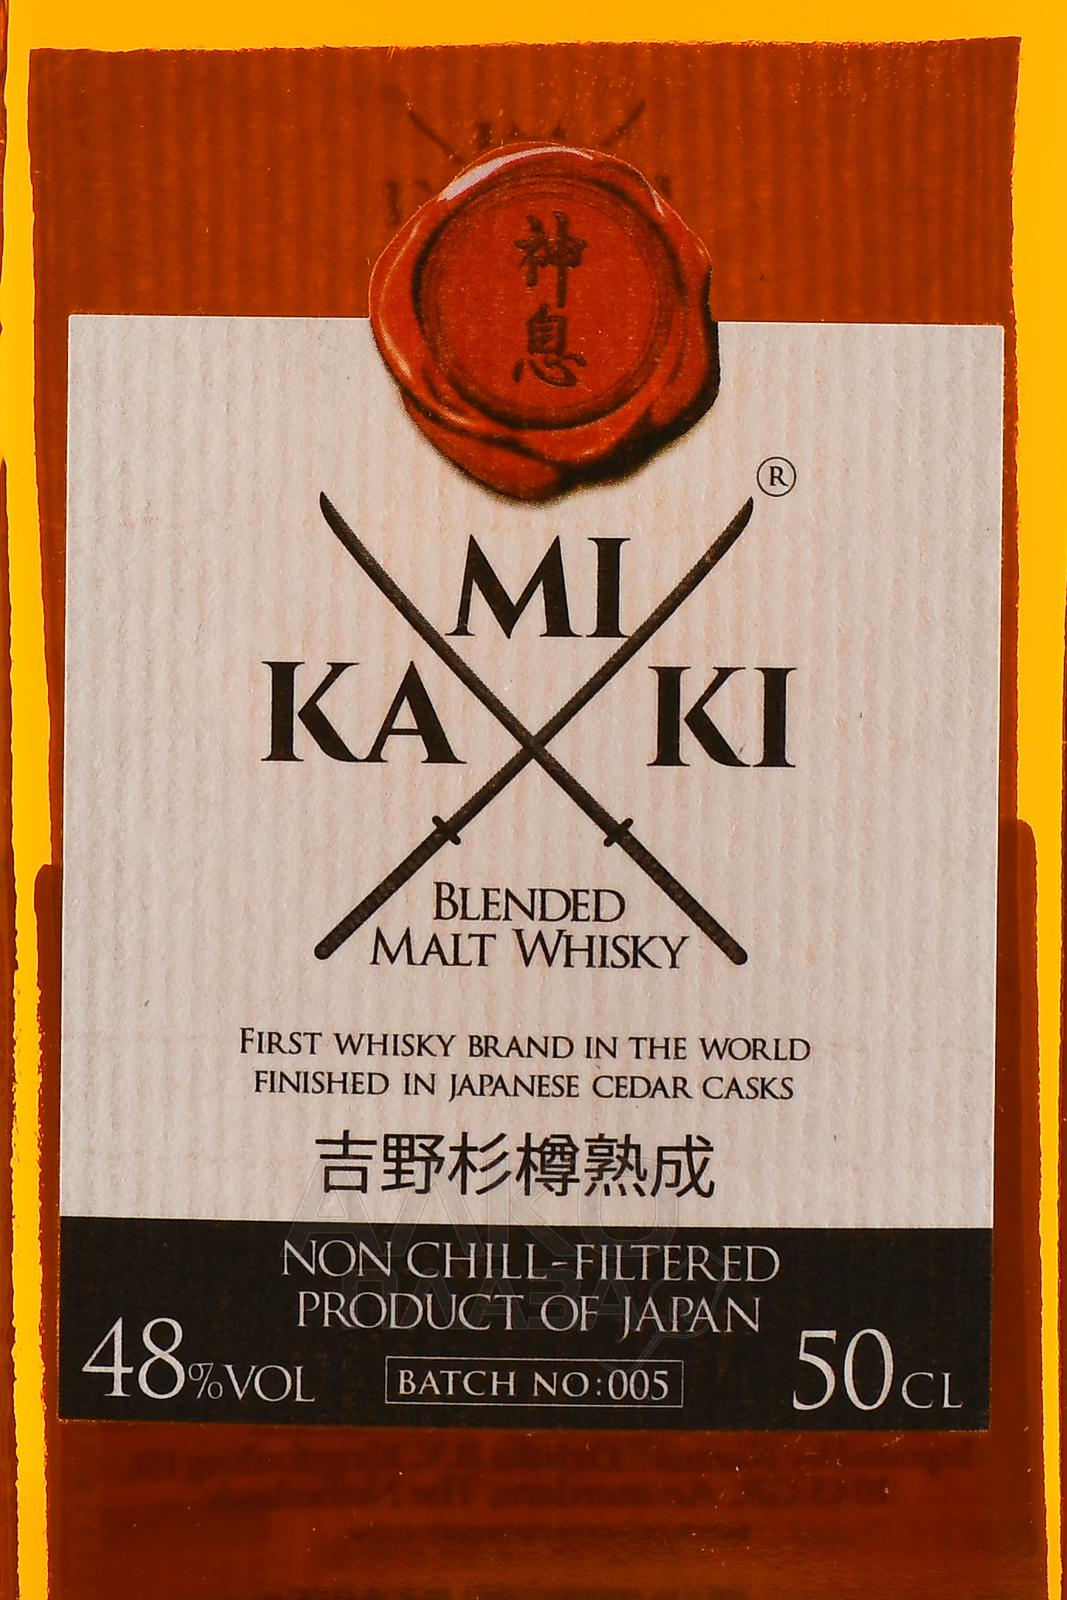 神
息
®
MI
KA KI
BLENDED
MALT WHISKY
FIRST WHISKY BRAND IN THE WORLD
FINISHED IN JAPANESE CEDAR CASKS
吉野杉樽熟成
NON CHILL-FILTERED
PRODUCT OF JAPAN
48%VOL
BATCH NO:005
50CL